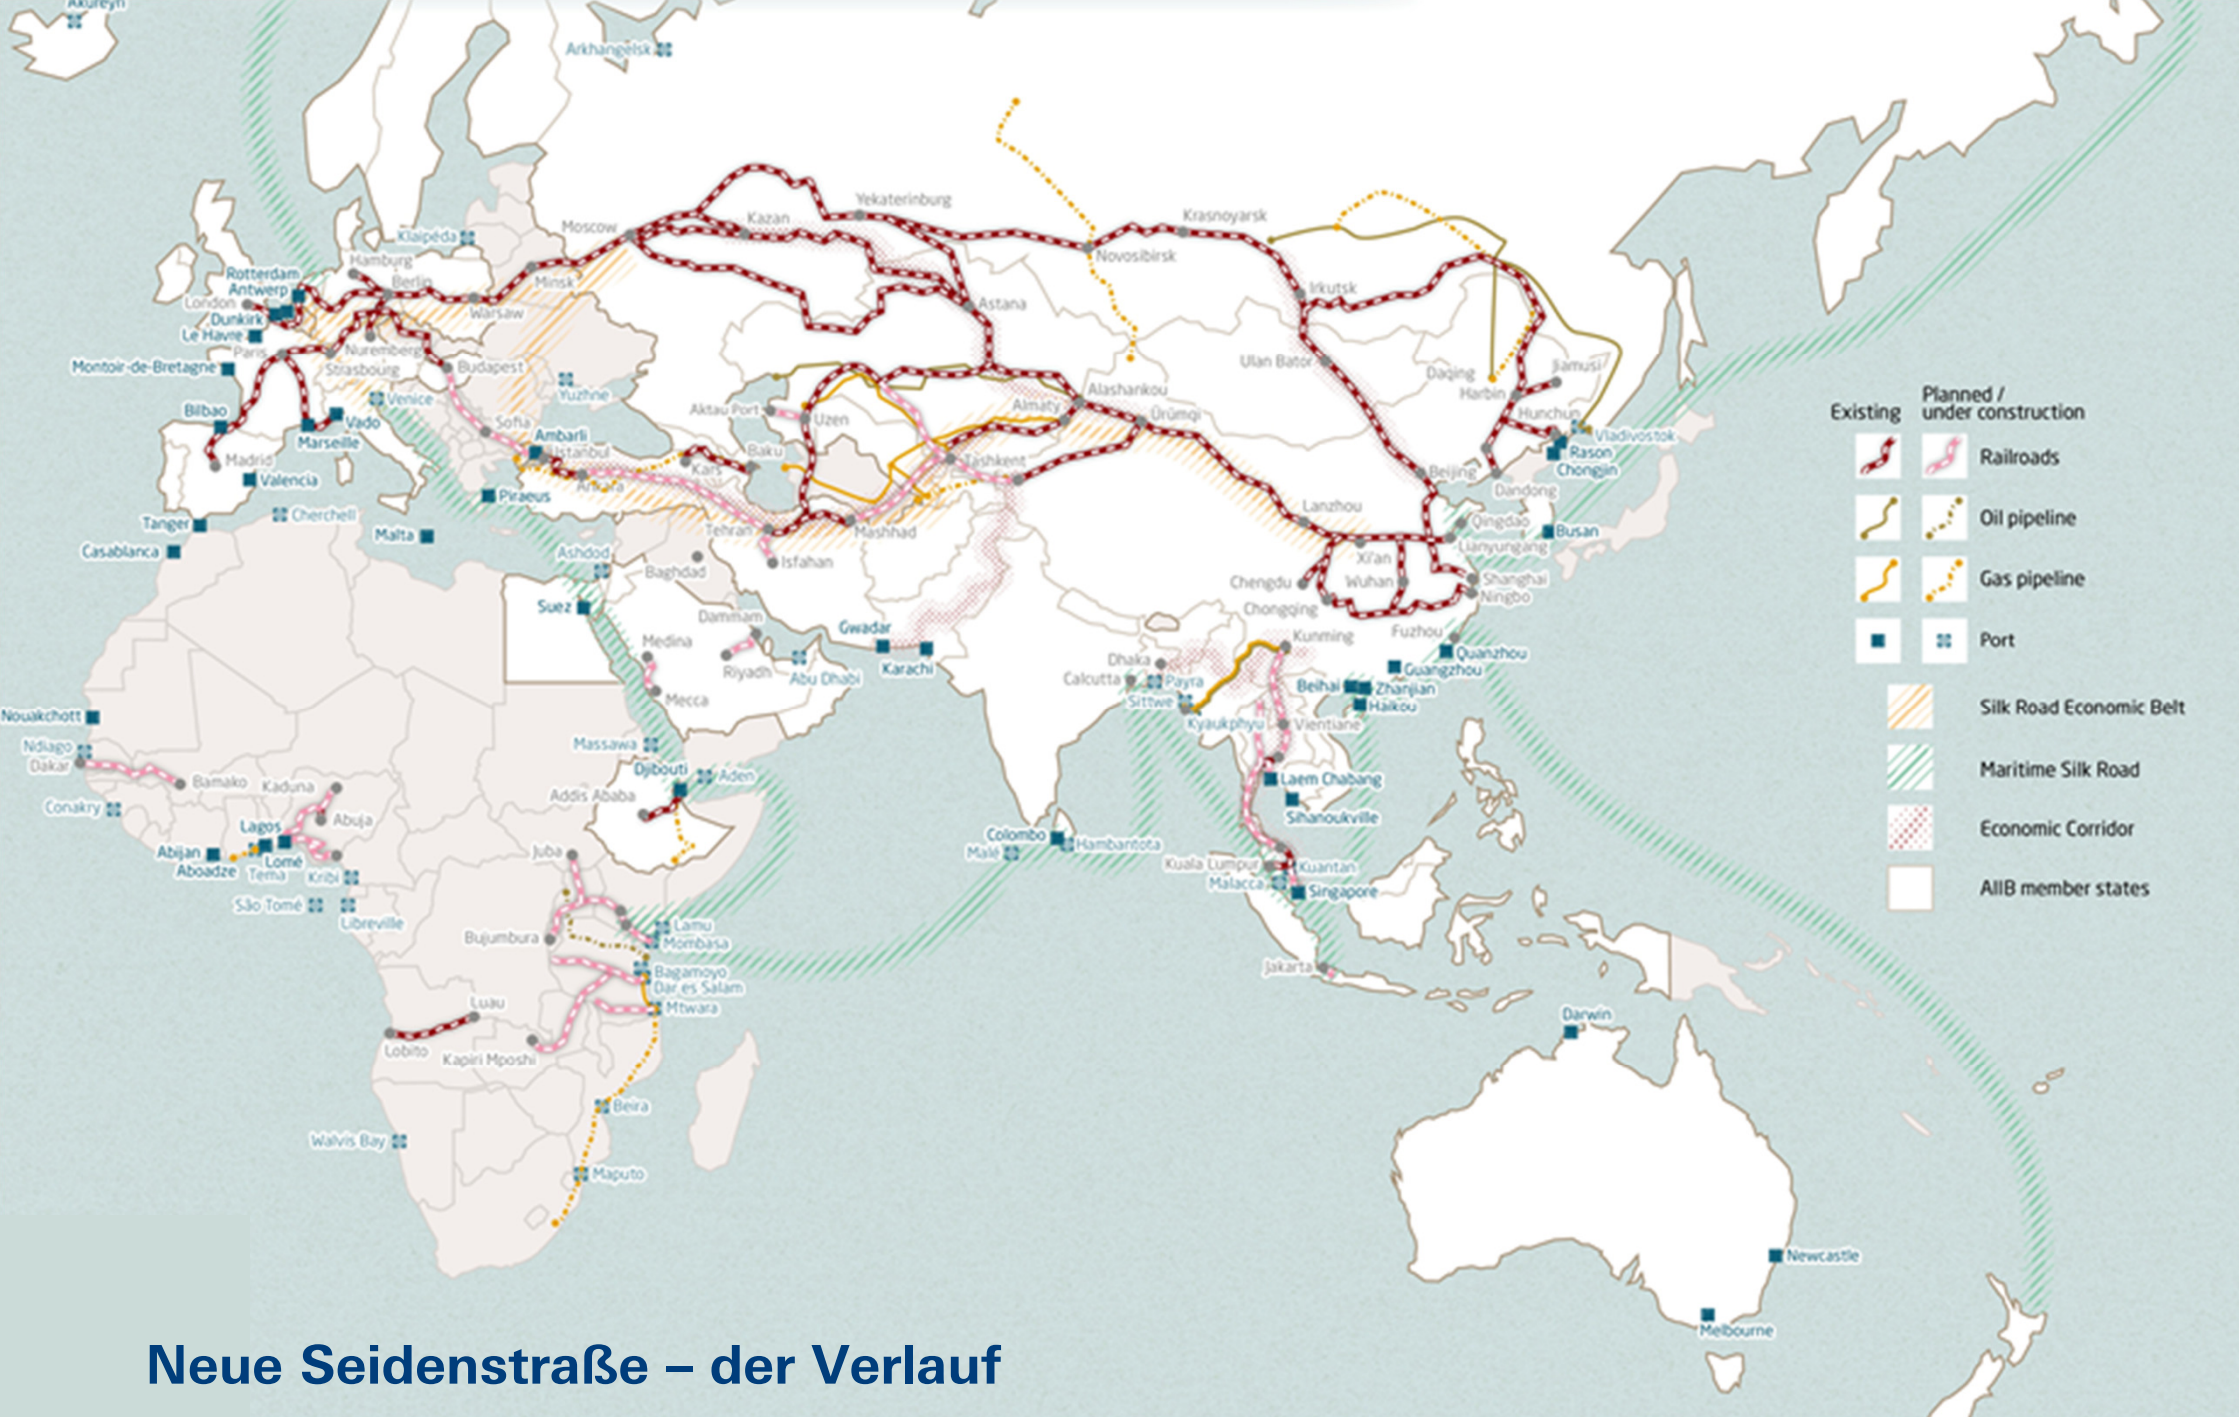 Akureyri
Arkhangelsk
Yekaterinburg
Kazan
Moscow
Krasnoyarsk
Klaipėda
Novosibirsk
Hamburg
Rotterdam
Berlin
Minsk
Antwerp
Irkutsk
London
Astana
Warsaw
Dunkirk
Le Havre
Paris
Nuremberg
Strasbourg
Budapest
Montoir-de-Bretagne
Ulan Bator
Daqing
Jiamusi
Harbin
Yuzhne
Venice
Alashankou
Almaty
Ürümqi
Aktau Port
Uzen
Bilbao
Vado
Marseille
Sofia
Ambarli
Istanbul
Hunchun
Vladivostok
Rason
Chongjin
Madrid
Valencia
Kars
Baku
Tashkent
Ankara
Beijing
Dandong
Piraeus
Lanzhou
Tanger
Cherchell
Malta
Casablanca
Tehran
Mashhad
Isfahan
Qingdao
Busan
Lianyungang
Xi'an
Ashdod
Baghdad
Chengdu
Wuhan
Shanghai
Ningbo
Chongqing
Suez
Dammam
Medina
Riyadh
Mecca
Abu Dhabi
Gwadar
Karachi
Kunming
Fuzhou
Quanzhou
Guangzhou
Dhaka
Calcutta
Payra
Sittwe
Kyaukphyu
Beihai
Zhanjian
Haikou
Vientiane
Nouakchott
Ndiago
Dakar
Bamako
Kaduna
Massawa
Djibouti
Aden
Addis Ababa
Conakry
Abuja
Lagos
Abijan
Lomé
Aboadze
Tema
Kribi
São Tomé
Libreville
Juba
Laem Chabang
Sihanoukville
Colombo
Hambantota
Malé
Kuala Lumpur
Kuantan
Malacca
Singapore
Jakarta
Bujumbura
Lamu
Mombasa
Bagamoyo
Dar es Salam
Mtwara
Luau
Lobito
Kapiri Mposhi
Beira
Walvis Bay
Maputo
Darwin
Newcastle
Melbourne
Existing
Planned /
under construction
Railroads
Oil pipeline
Gas pipeline
Port
Silk Road Economic Belt
Maritime Silk Road
Economic Corridor
AIIB member states
Neue Seidenstraße – der Verlauf